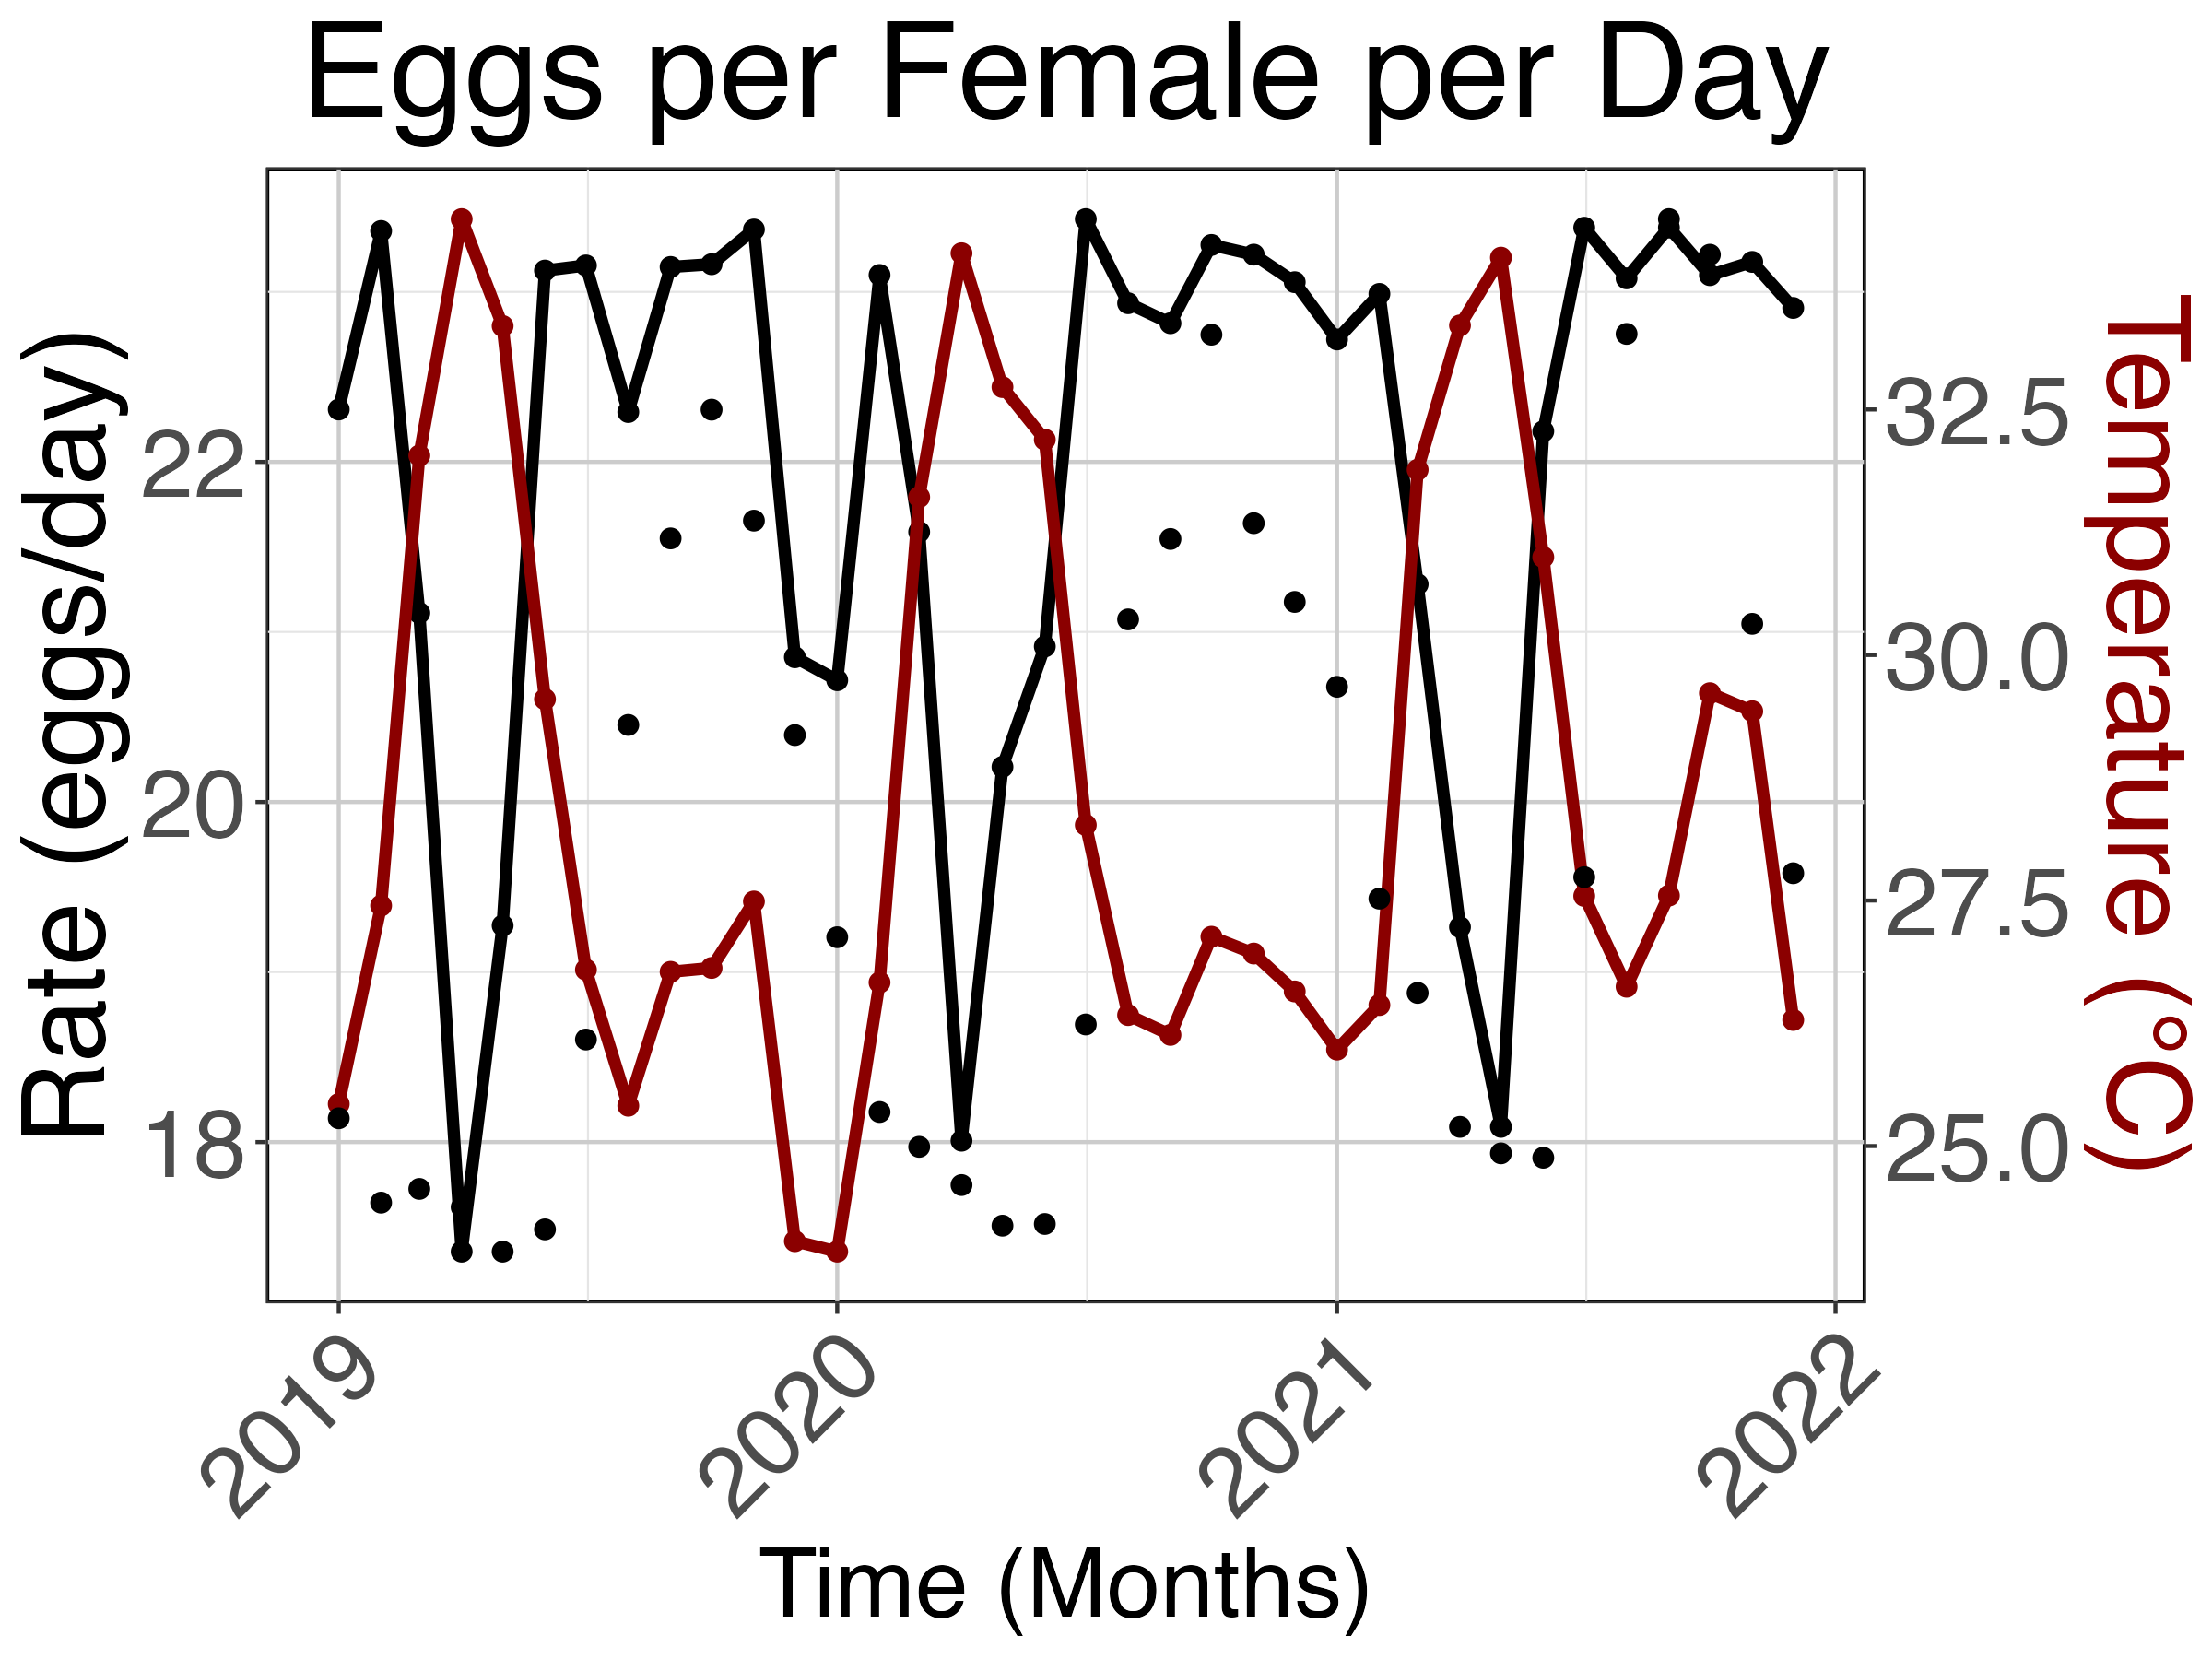 Eggs per Female per Day
Rate (eggs/day)
22
20
18
32.5
30.0
27.5
25.0
Temperature (°C)
2019
2020
2021
2022
Time (Months)